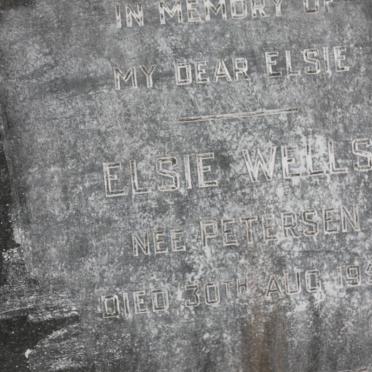 IN MEMORY OF
MY DEAR ELSIE
ELSIE WELLS
NEE PETERSEN
DIED 30TH AUG